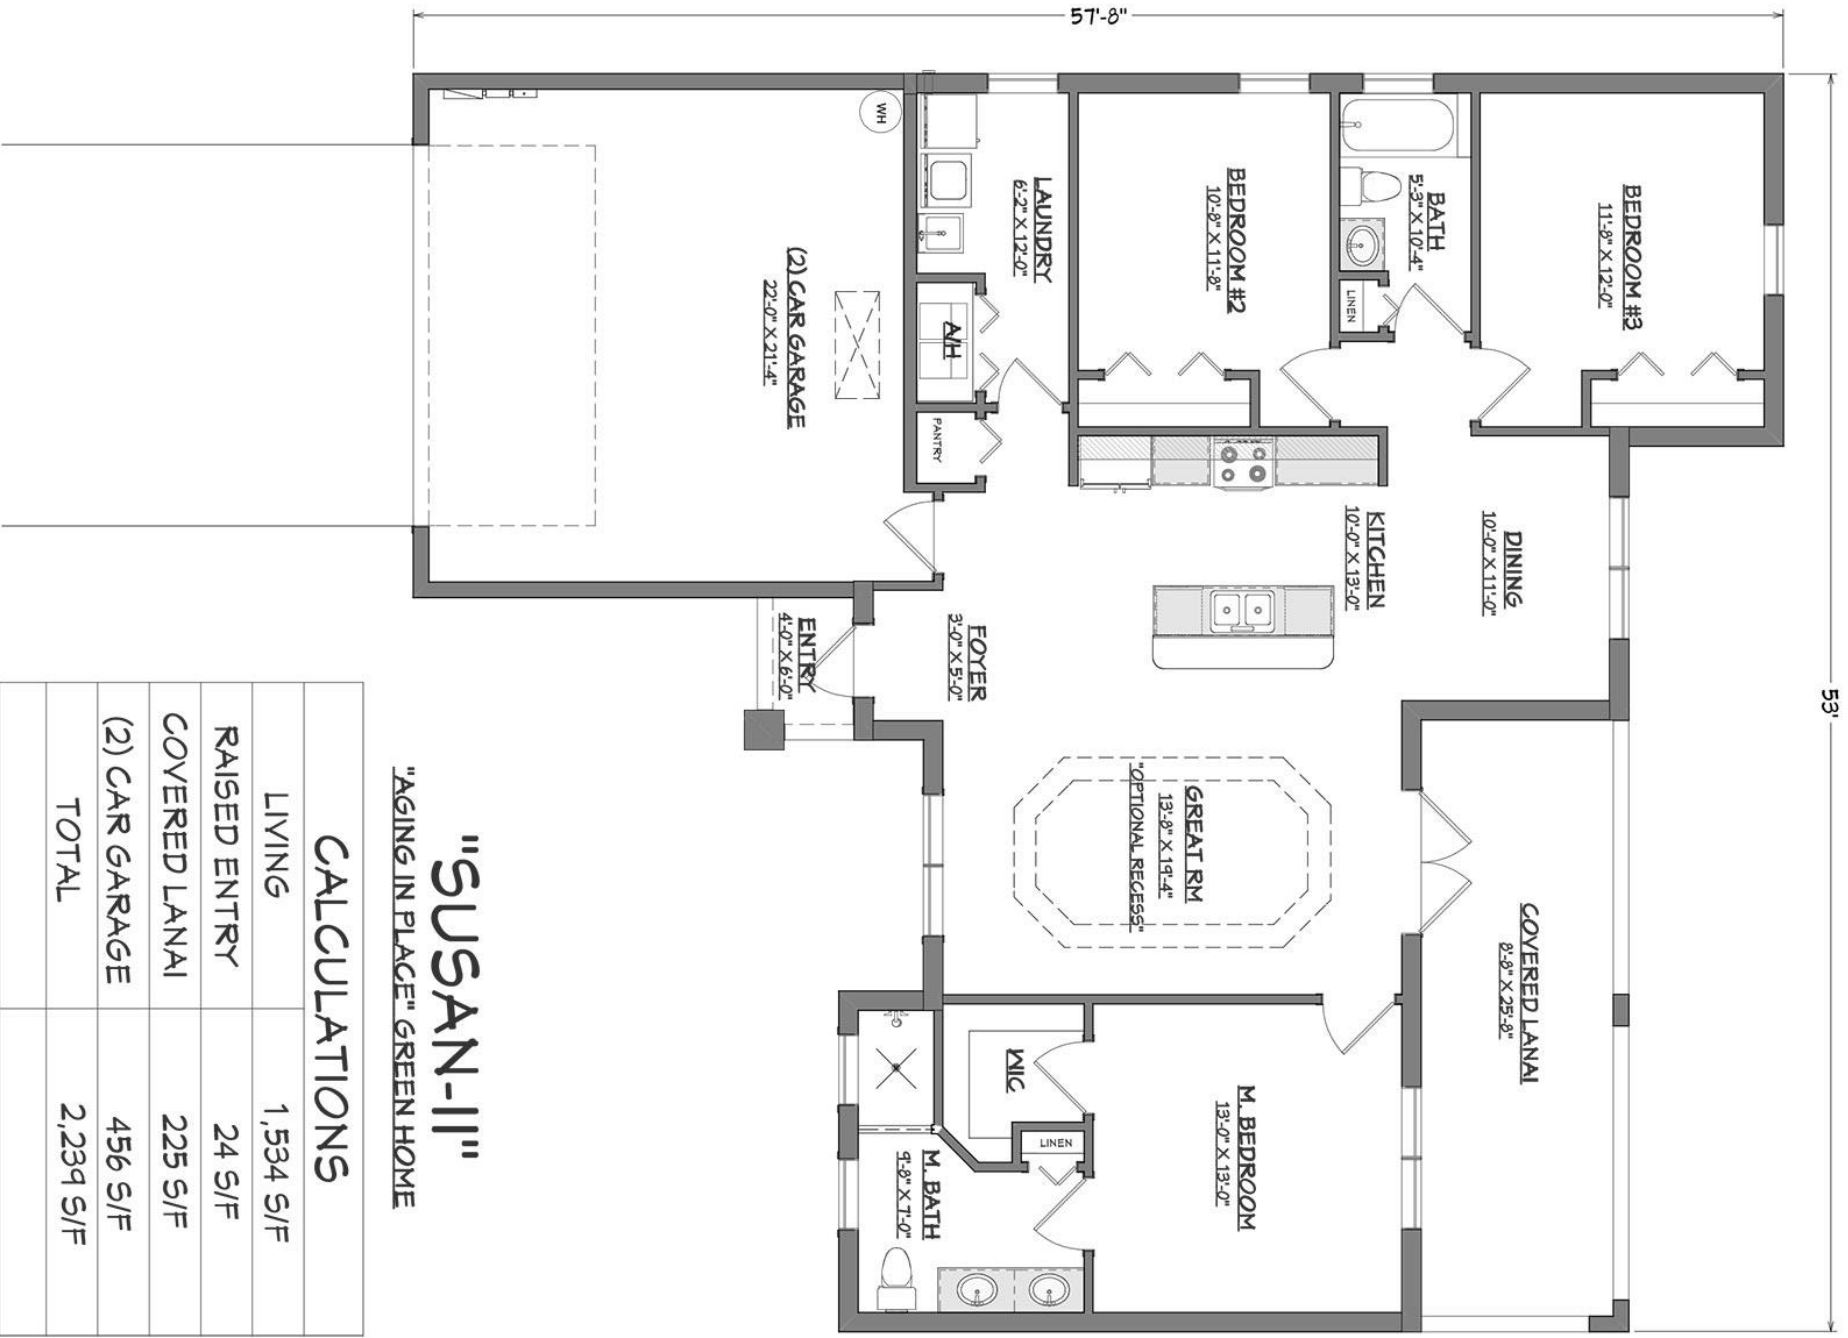 57'-8"
53'
WH
LAUNDRY
6'-2" X 12'-0"
BEDROOM #2
10'-8" X 11'-8"
BATH
5'-3" X 10'-4"
LINEN
BEDROOM #3
11'-8" X 12'-0"
(2) CAR GARAGE
22'-0" X 21'-4"
A/H
PANTRY
KITCHEN
10'-0" X 13'-0"
DINING
10'-0" X 11'-0"
ENTRY
4'-0" X 6'-0"
FOYER
3'-0" X 5'-0"
GREAT RM
13'-8" X 19'-4"
"OPTIONAL RECESS"
COVERED LANAI
8'-8" X 25'-8"
WIC
LINEN
M. BEDROOM
13'-0" X 13'-0"
M. BATH
9'-8" X 7'-0"
"SUSAN-II"
"AGING IN PLACE" GREEN HOME
CALCULATIONS
LIVING 1,534 S/F
RAISED ENTRY 24 S/F
COVERED LANAI 225 S/F
(2) CAR GARAGE 456 S/F
TOTAL 2,239 S/F